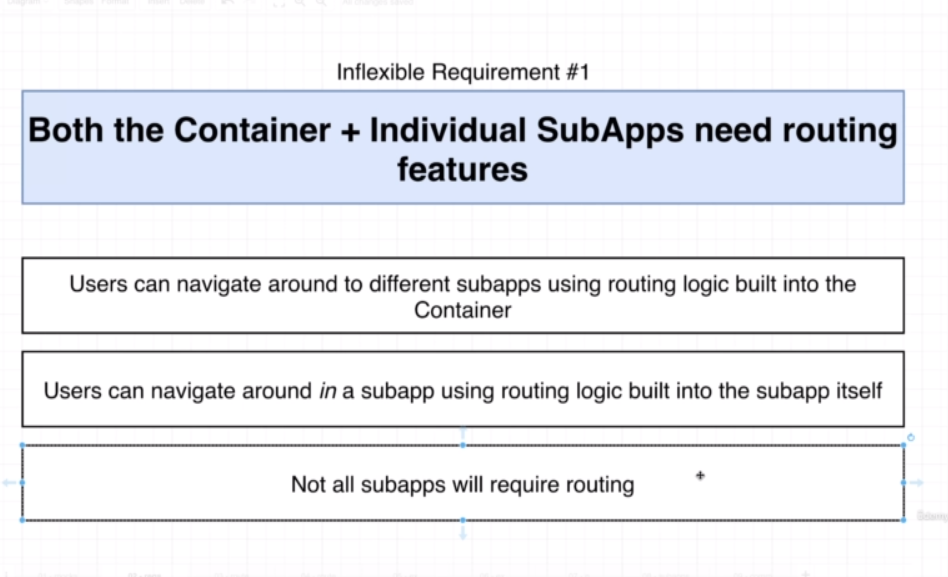 Inflexible Requirement #1
Both the Container + Individual SubApps need routing
features
Users can navigate around to different subapps using routing logic built into the
Container
Users can navigate around in a subapp using routing logic built into the subapp itself
Not all subapps will require routing
Udemy